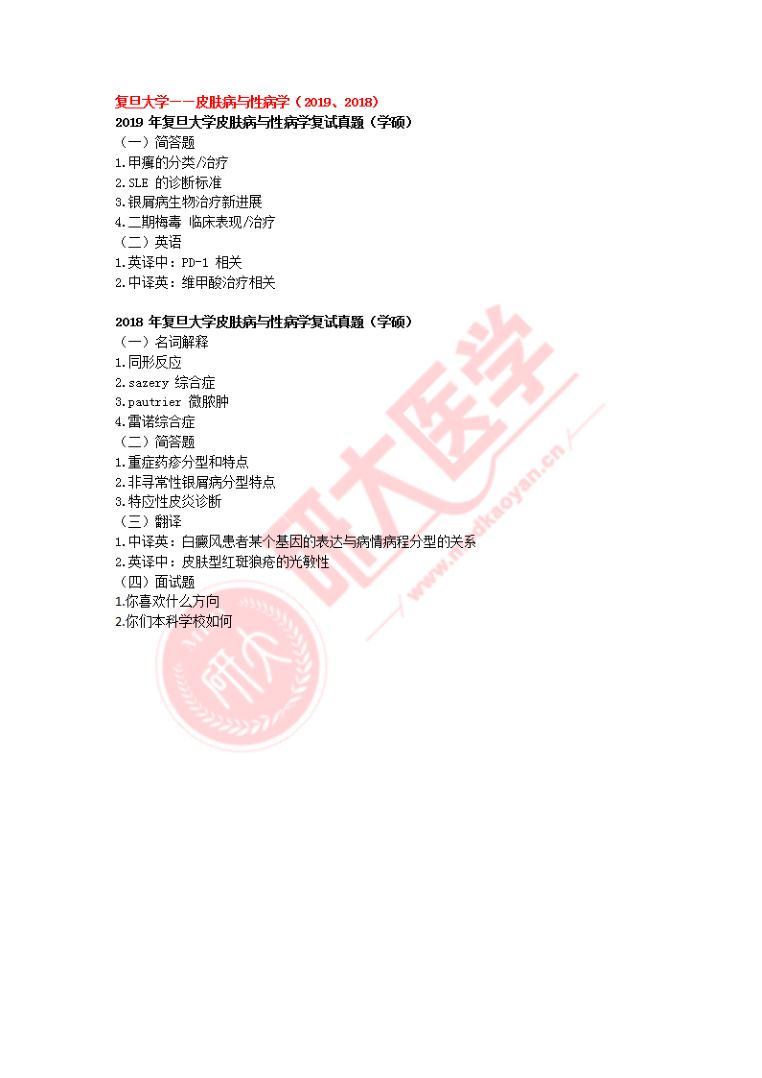 复旦大学——皮肤病与性病学（2019、2018）
2019 年复旦大学皮肤病与性病学复试真题（学硕）
（一）简答题
1.甲癣的分类/治疗
2.SLE 的诊断标准
3.银屑病生物治疗新进展
4.二期梅毒 临床表现/治疗
（二）英语
1.英译中：PD-1 相关
2.中译英：维甲酸治疗相关
2018 年复旦大学皮肤病与性病学复试真题（学硕）
（一）名词解释
1.同形反应
2.sazery 综合症
3.pautrier 微脓肿
4.雷诺综合症
（二）简答题
1.重症药疹分型和特点
2.非寻常性银屑病分型特点
3.特应性皮炎诊断
（三）翻译
1.中译英：白癜风患者某个基因的表达与病情病程分型的关系
2.英译中：皮肤型红斑狼疮的光敏性
（四）面试题
1.你喜欢什么方向
2.你们本科学校如何
研大医学
www.medkaoyan.cn
研大